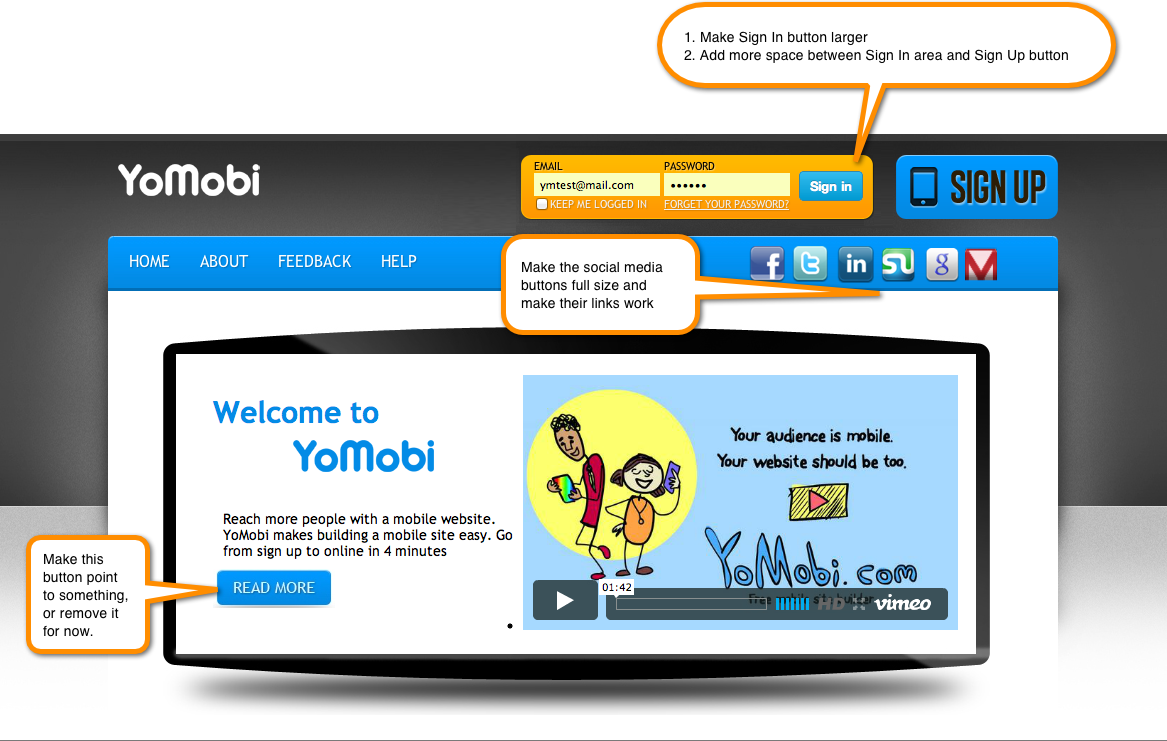 1. Make Sign In button larger
2. Add more space between Sign In area and Sign Up button
YoMobi
EMAIL
PASSWORD
ymtest@mail.com
••••••
Sign in
KEEP ME LOGGED IN
FORGET YOUR PASSWORD?
SIGN UP
HOME
ABOUT
FEEDBACK
HELP
f
t
in
g
Make the social media
buttons full size and
make their links work
Welcome to
YoMobi
Reach more people with a mobile website.
YoMobi makes building a mobile site easy. Go
from sign up to online in 4 minutes
READ MORE
Make this
button point
to something,
or remove it
for now.
Your audience is mobile.
Your website should be too.
YoMobi.com
Free mobile site builder
01:42
HD
vimeo